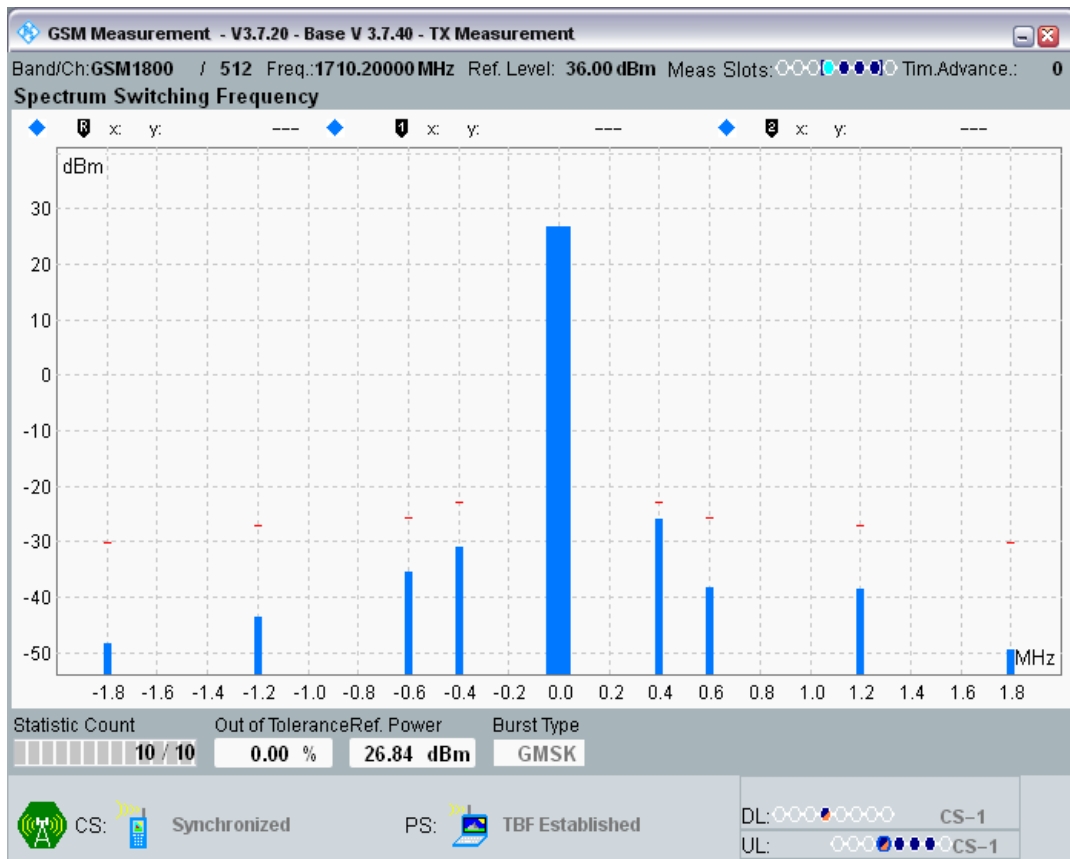 GSM Measurement - V3.7.20 - Base V 3.7.40 - TX Measurement
Band/Ch:GSM1800 / 512 Freq.:1710.20000 MHz Ref. Level: 36.00 dBm Meas Slots: Tim.Advance.: 0
Spectrum Switching Frequency
R x: y: --- 1 x: y: --- 2 x: y: ---
dBm
30
20
10
0
-10
-20
-30
-40
-50
MHz
-1.8 -1.6 -1.4 -1.2 -1.0 -0.8 -0.6 -0.4 -0.2 0.0 0.2 0.4 0.6 0.8 1.0 1.2 1.4 1.6 1.8
Statistic Count Out of Tolerance Ref. Power Burst Type
10 / 10 0.00 % 26.84 dBm GMSK
DL: CS-1
CS: Synchronized PS: TBF Established
UL: CS-1